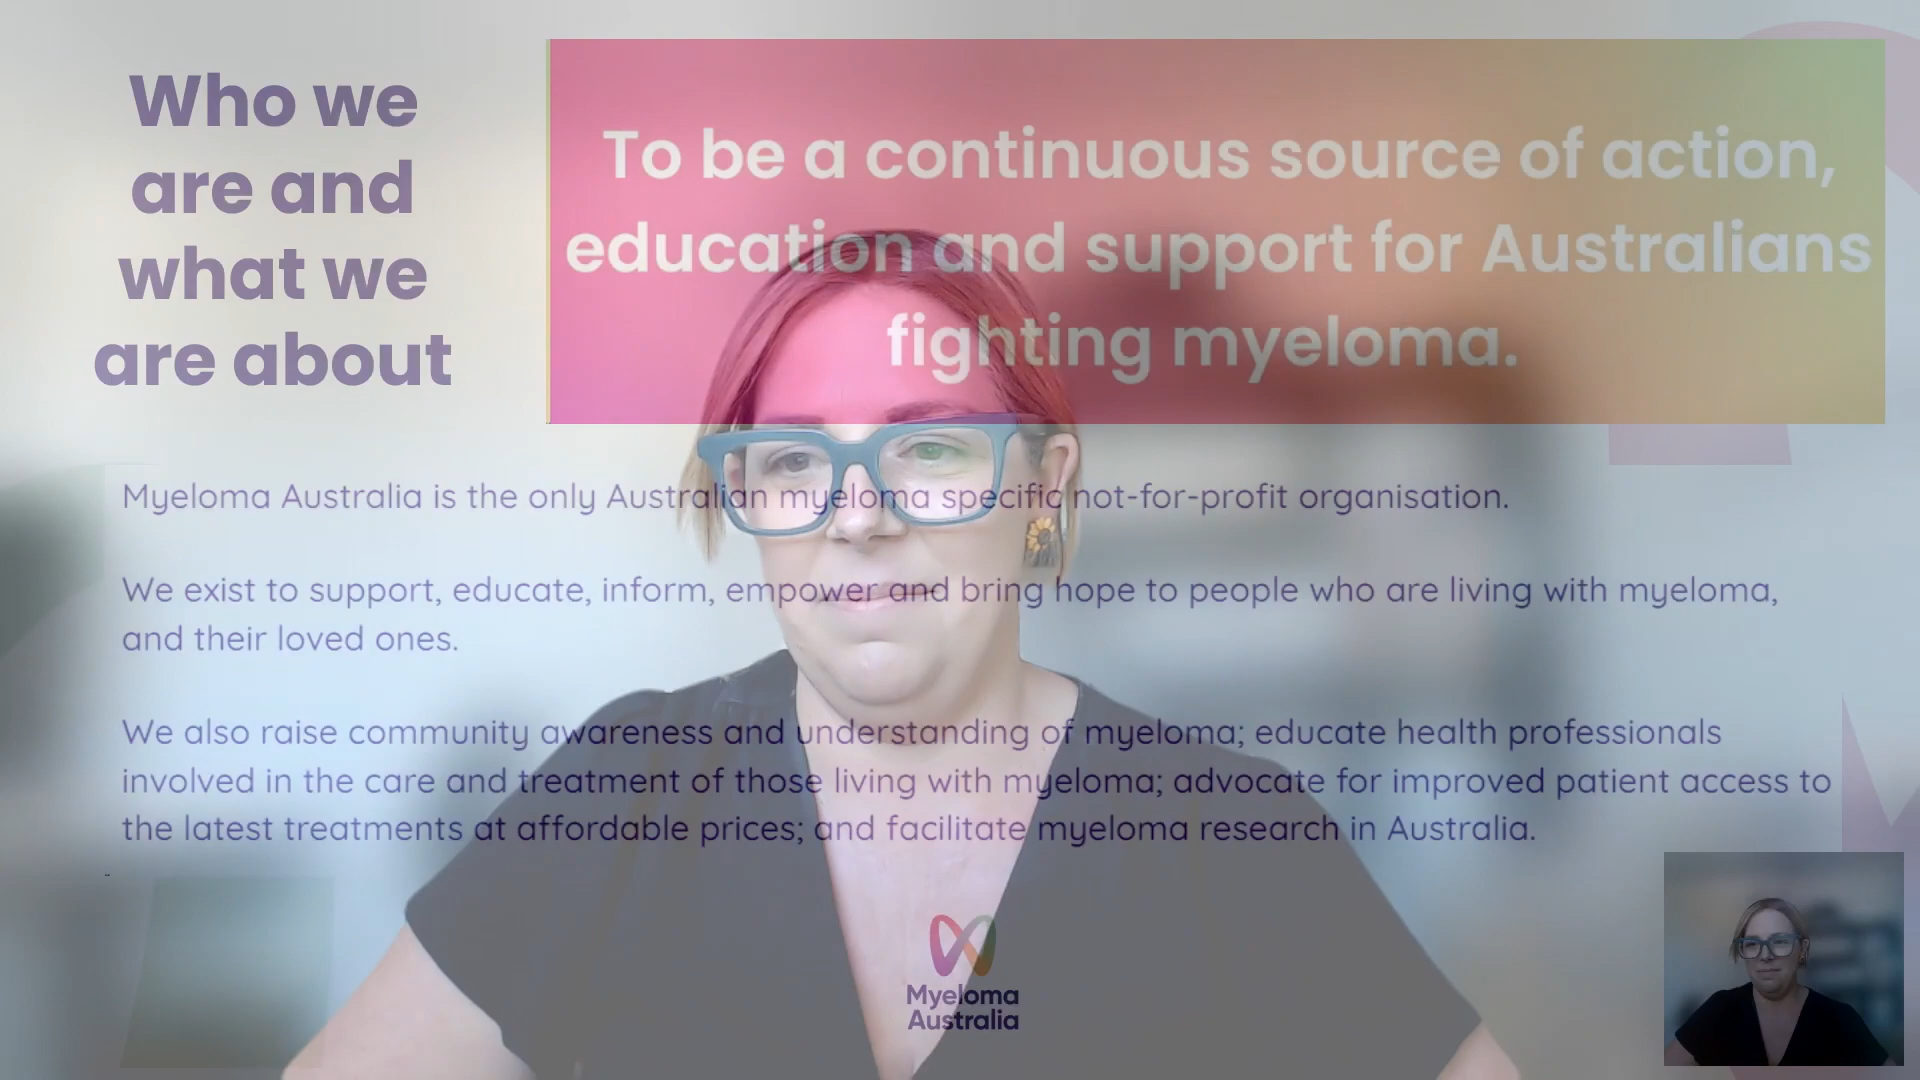 Who we
are and
what we
are about
To be a continuous source of action,
education and support for Australians
fighting myeloma.
Myeloma Australia is the only Australian myeloma specific not-for-profit organisation.
We exist to support, educate, inform, empower and bring hope to people who are living with myeloma,
and their loved ones.
We also raise community awareness and understanding of myeloma; educate health professionals
involved in the care and treatment of those living with myeloma; advocate for improved patient access to
the latest treatments at affordable prices; and facilitate myeloma research in Australia.
Myeloma
Australia